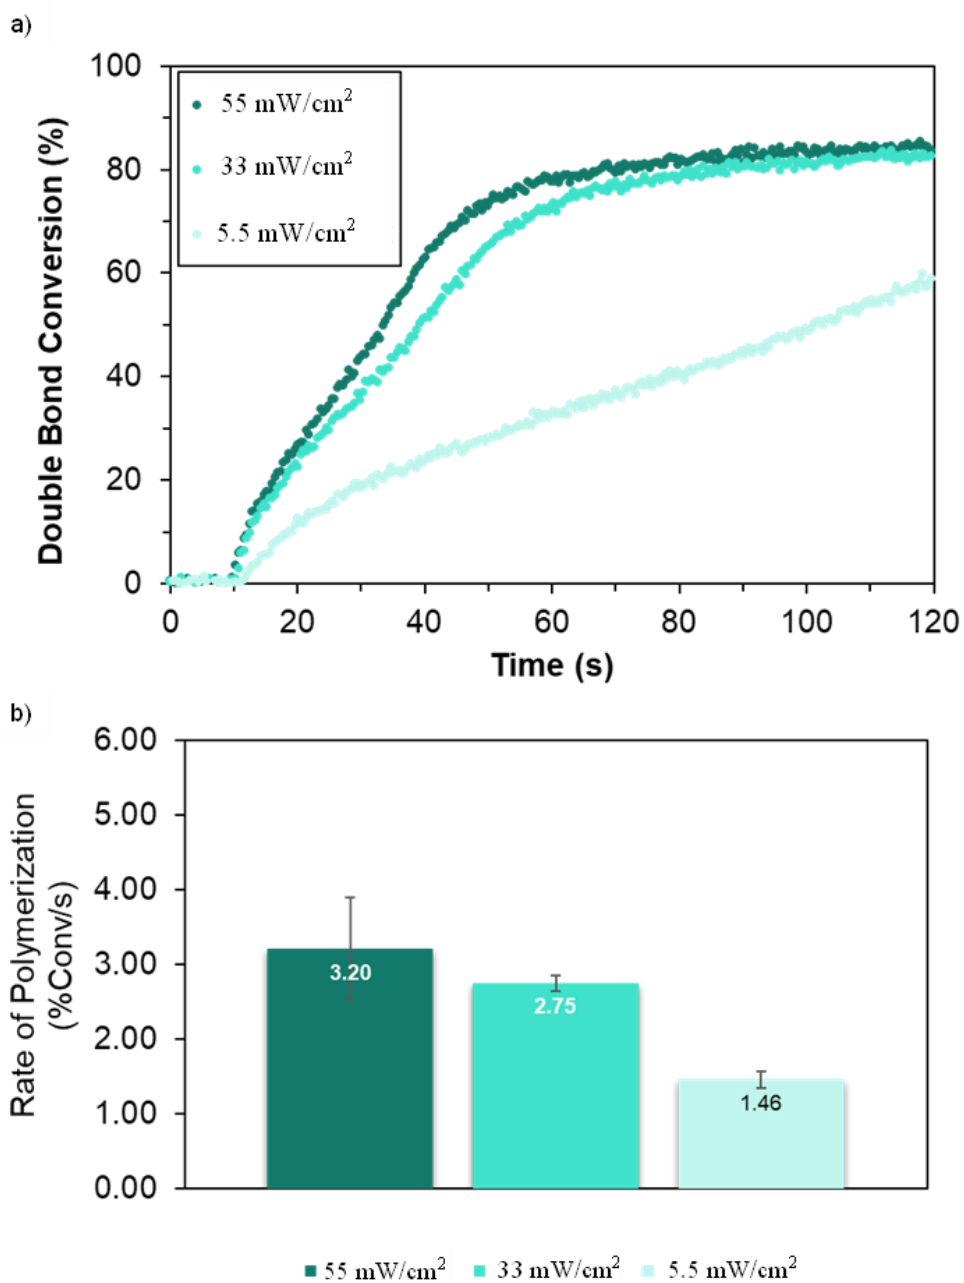 a)
100
80
60
40
20
0
Double Bond Conversion (%)
55 mW/cm²
33 mW/cm²
5.5 mW/cm²
0 20 40 60 80 100 120
Time (s)
b)
6.00
5.00
4.00
3.00
2.00
1.00
0.00
Rate of Polymerization
(%Conv/s)
3.20
2.75
1.46
55 mW/cm² 33 mW/cm² 5.5 mW/cm²